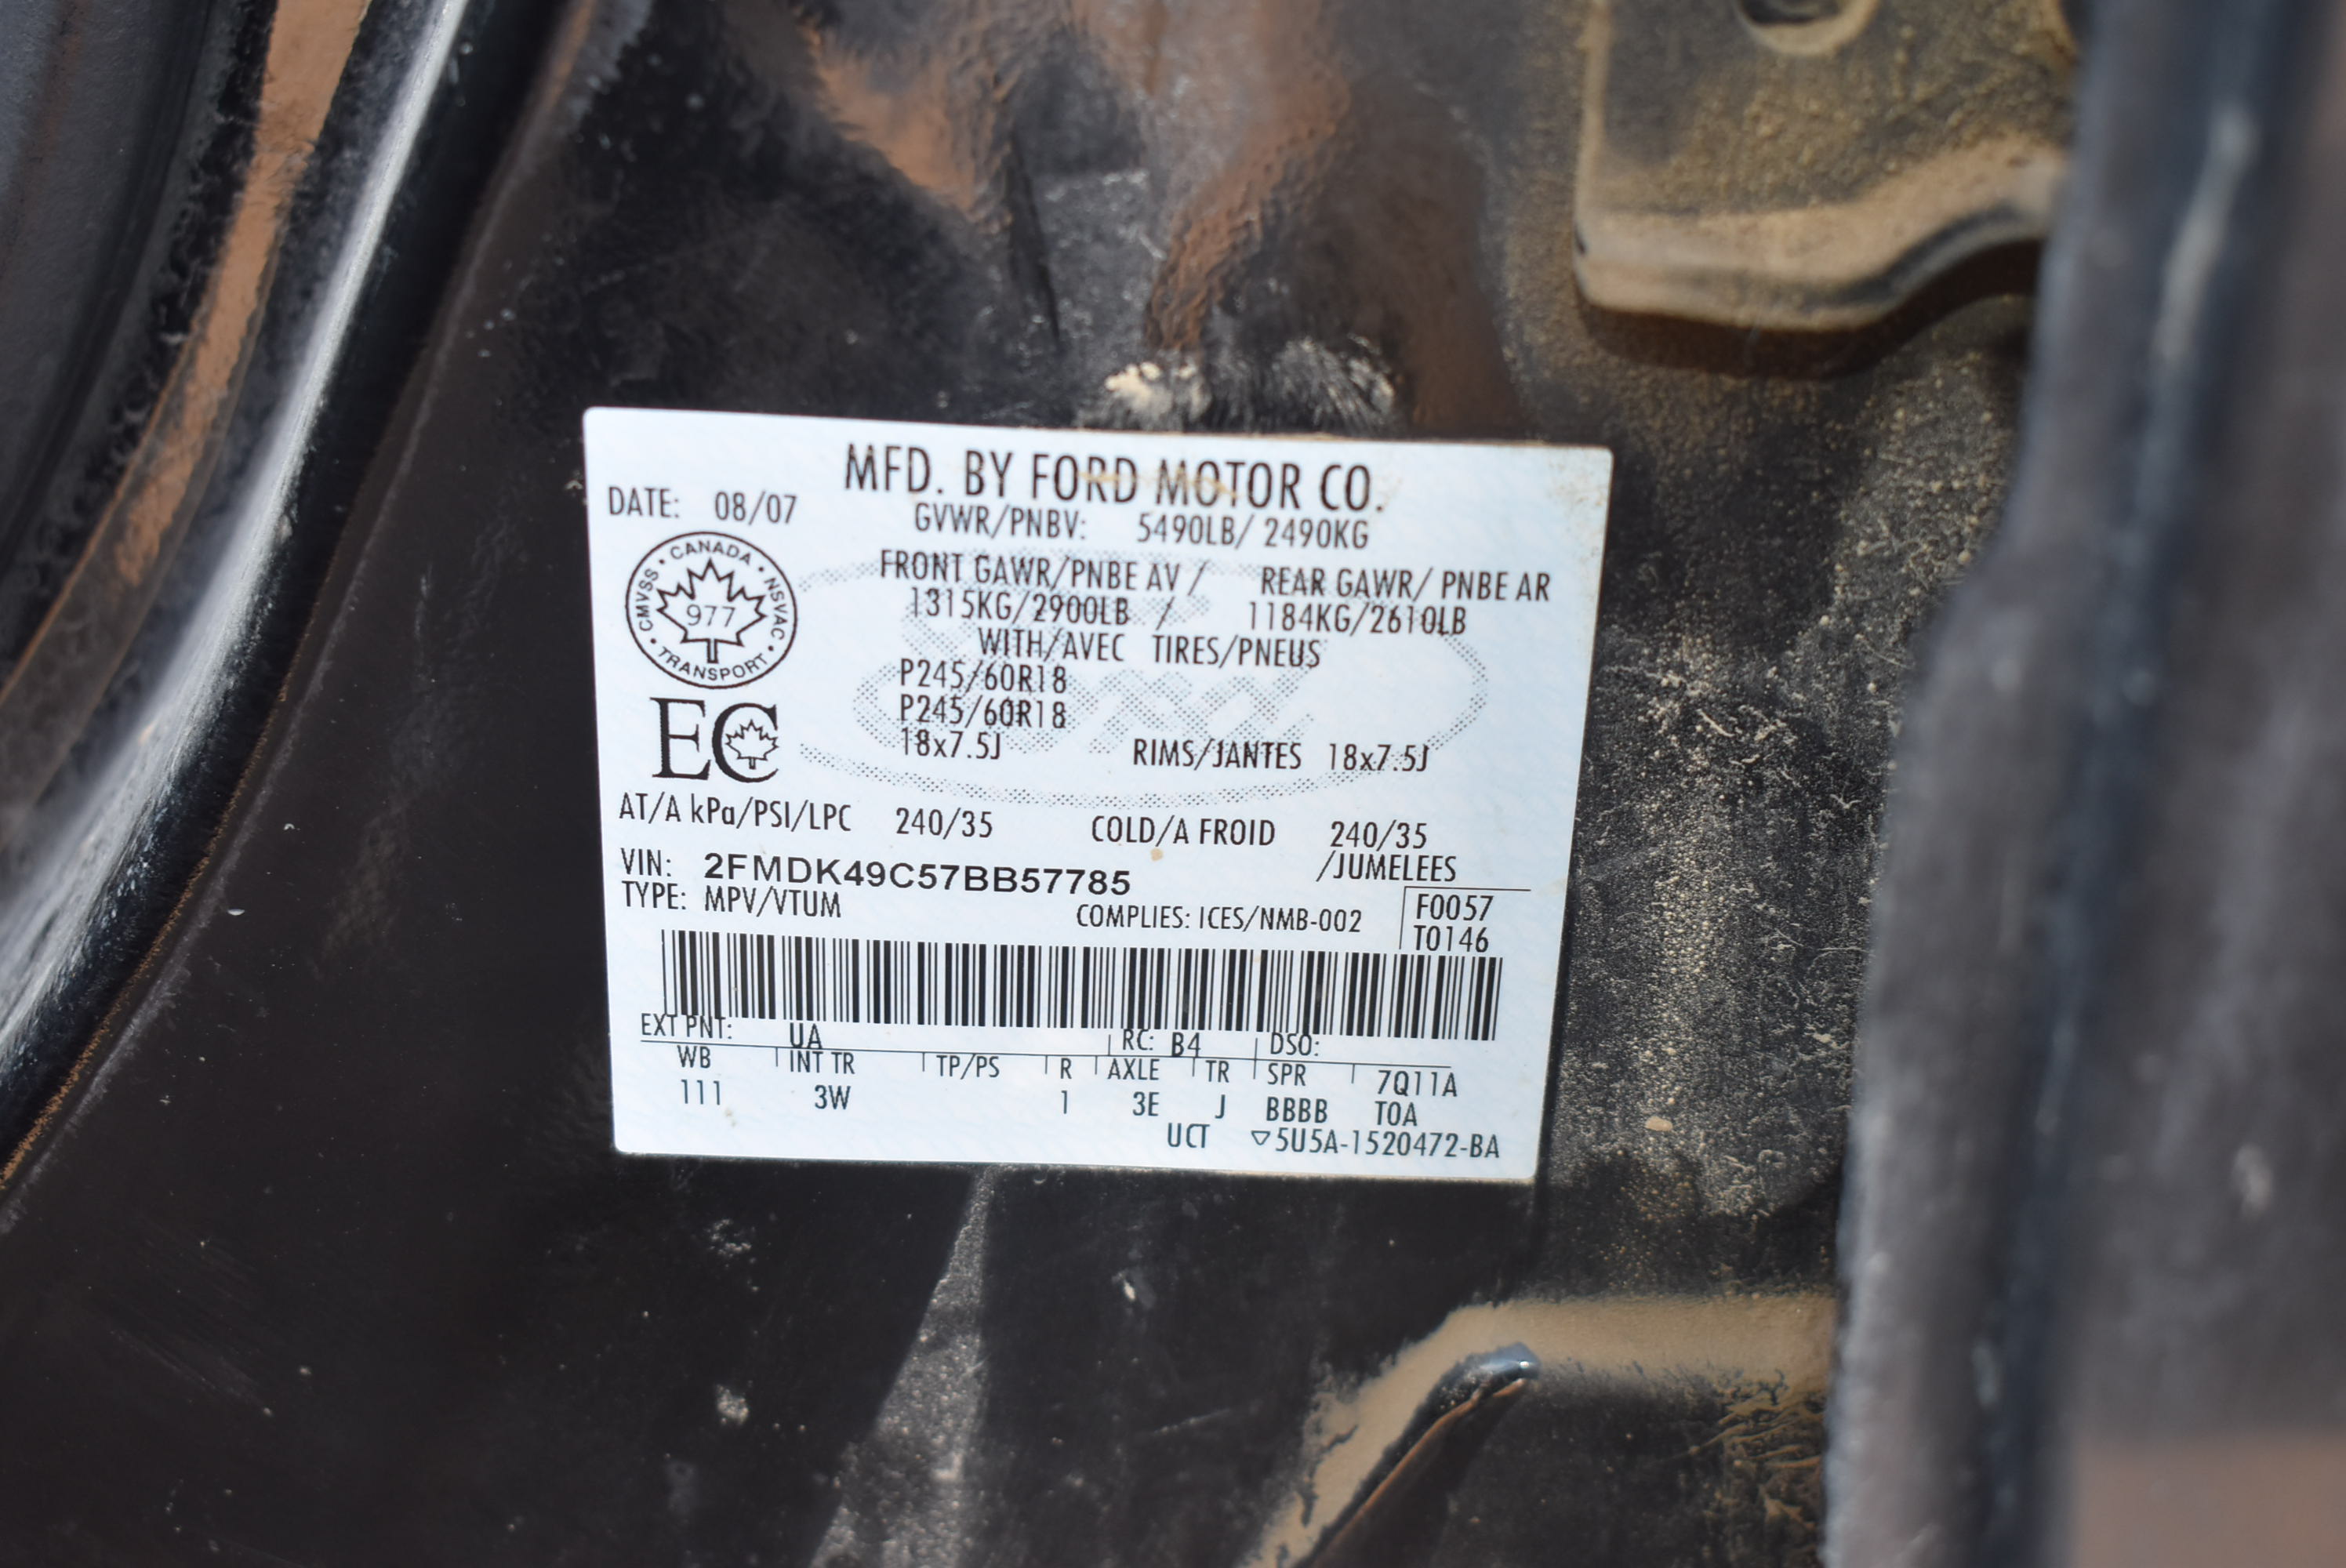 MFD. BY FORD MOTOR CO.
DATE: 08/07
GVWR/PNBV: 5490LB/ 2490KG
CANADA • NSVAC • TRANSPORT • CMVSS •
977
FRONT GAWR/PNBE AV / REAR GAWR/ PNBE AR
1315KG/2900LB / 1184KG/2610LB
WITH/AVEC TIRES/PNEUS
P245/60R18
P245/60R18
EC
18x7.5J RIMS/JANTES 18x7.5J
AT/A kPa/PSI/LPC 240/35 COLD/A FROID 240/35
/JUMELEES
VIN: 2FMDK49C57BB57785
TYPE: MPV/VTUM COMPLIES: ICES/NMB-002
F0057
T0146
EXT PNT: UA RC: B4 DSO:
WB INT TR TP/PS R AXLE TR SPR 7Q11A
111 3W 1 3E J BBBB TOA
UCT ▽5U5A-1520472-BA